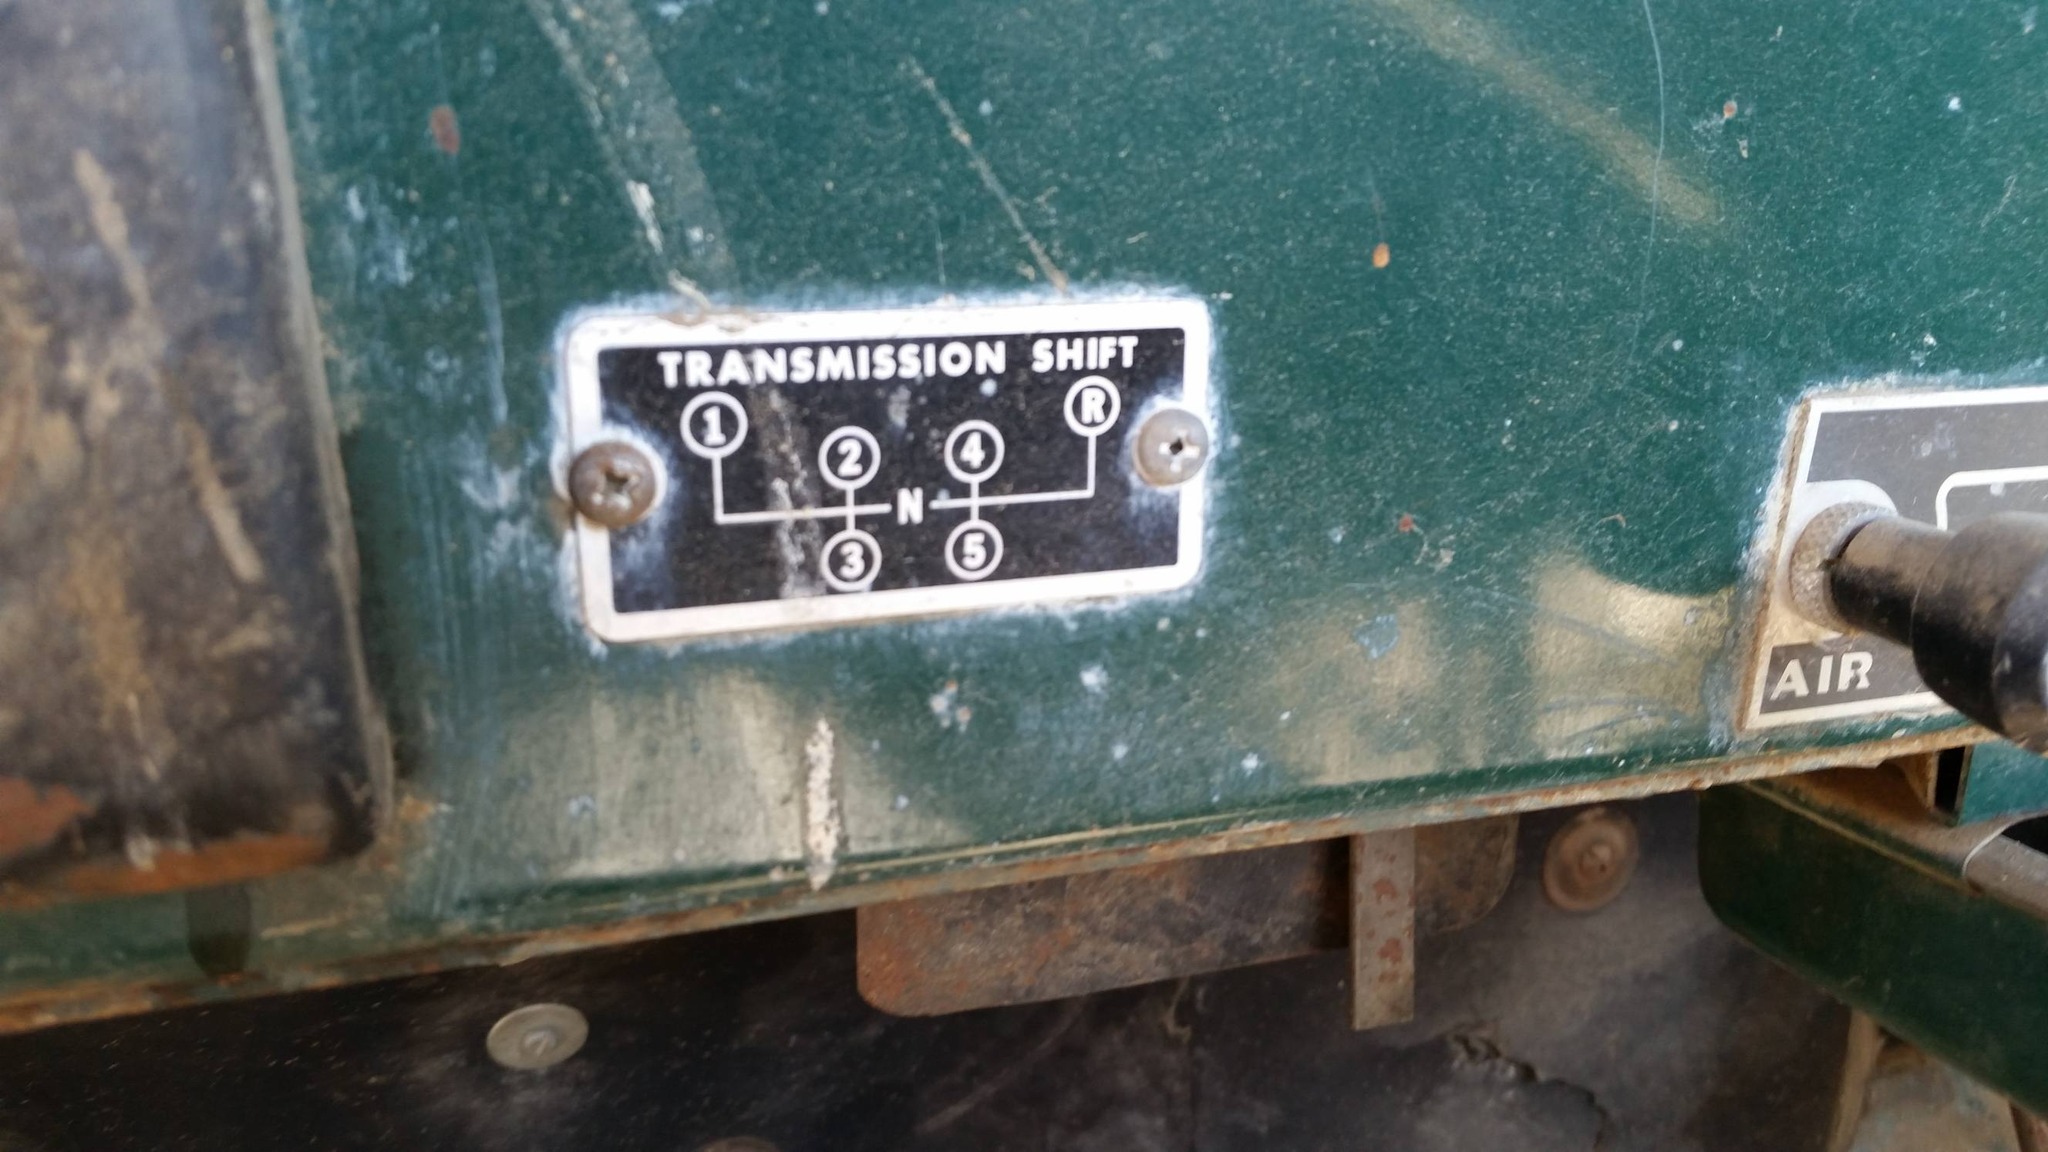 TRANSMISSION SHIFT
1 R
2 4
N
3 5
AIR